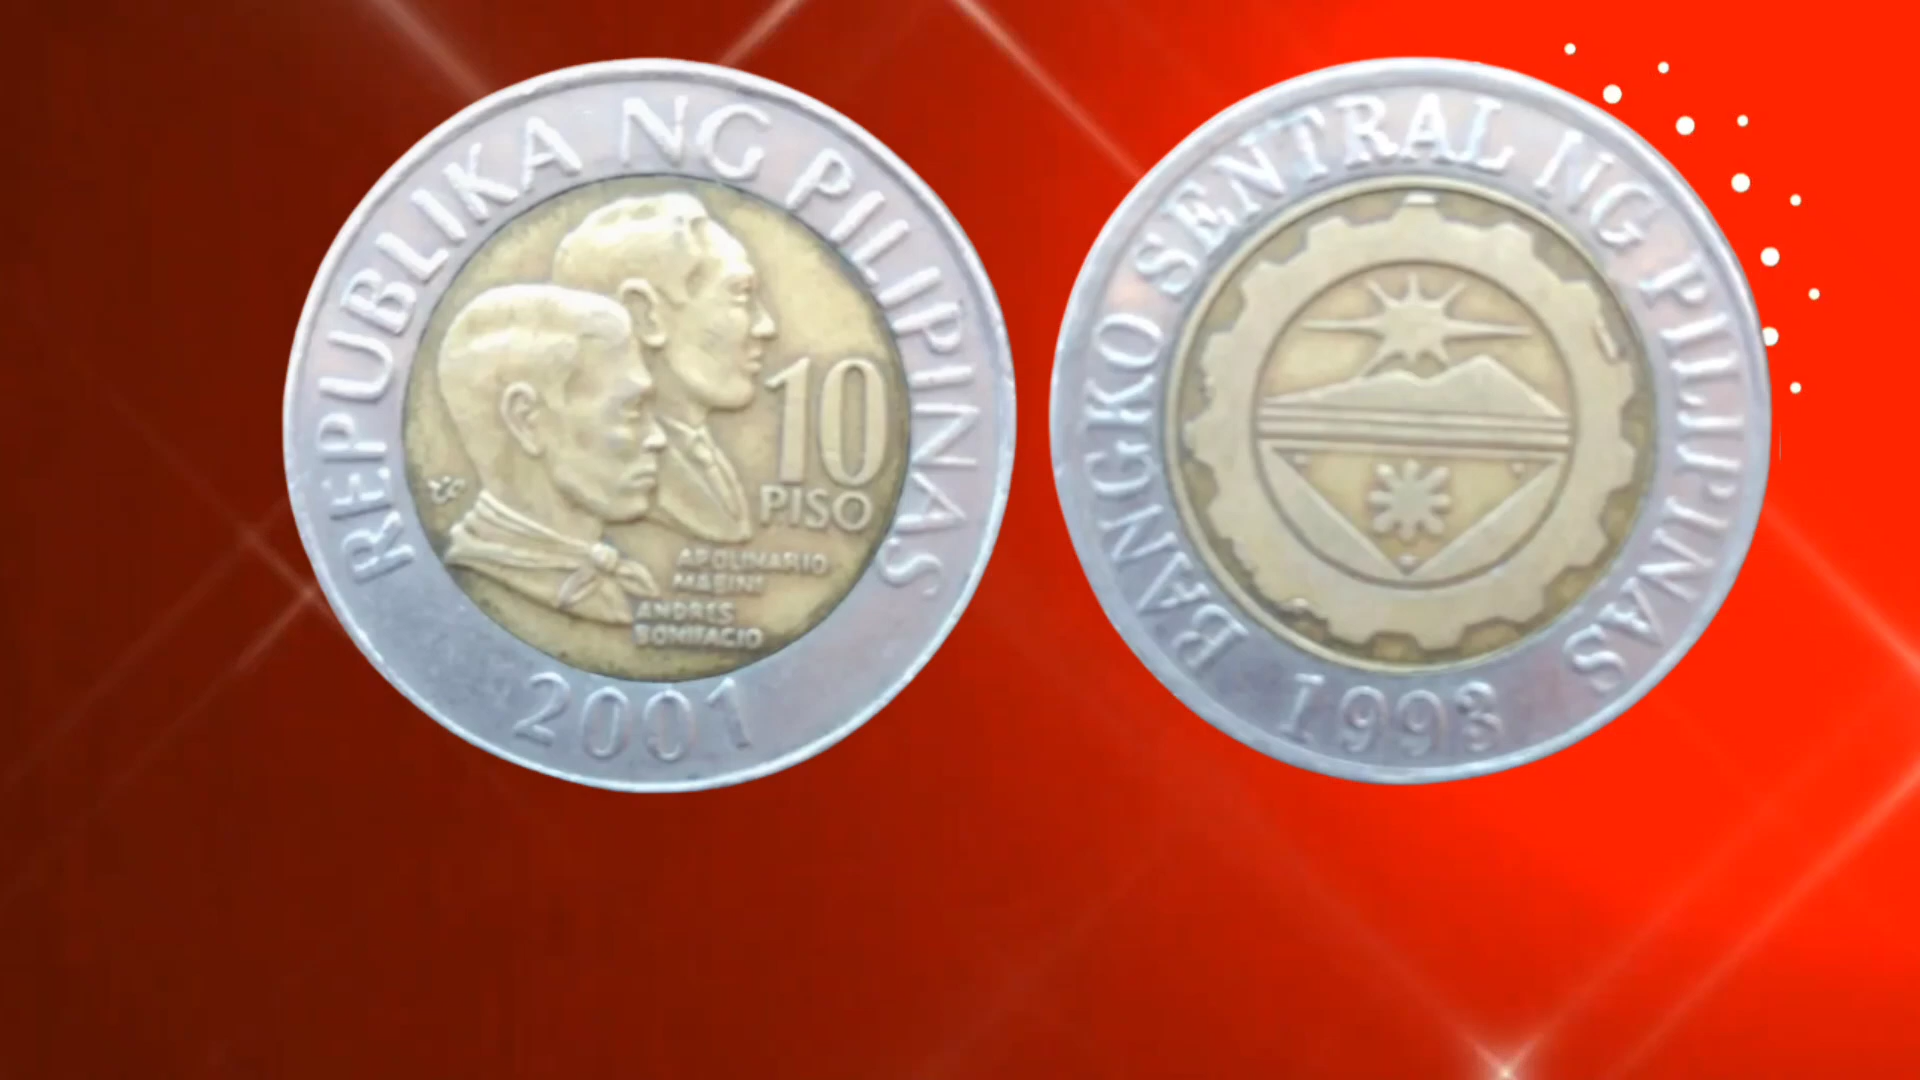 REPUBLIKA NG PILIPINAS
10
PISO
APOLINARIO
MABINI
ANDRES
BONIFACIO
2001
BANGKO SENTRAL NG PILIPINAS
1993